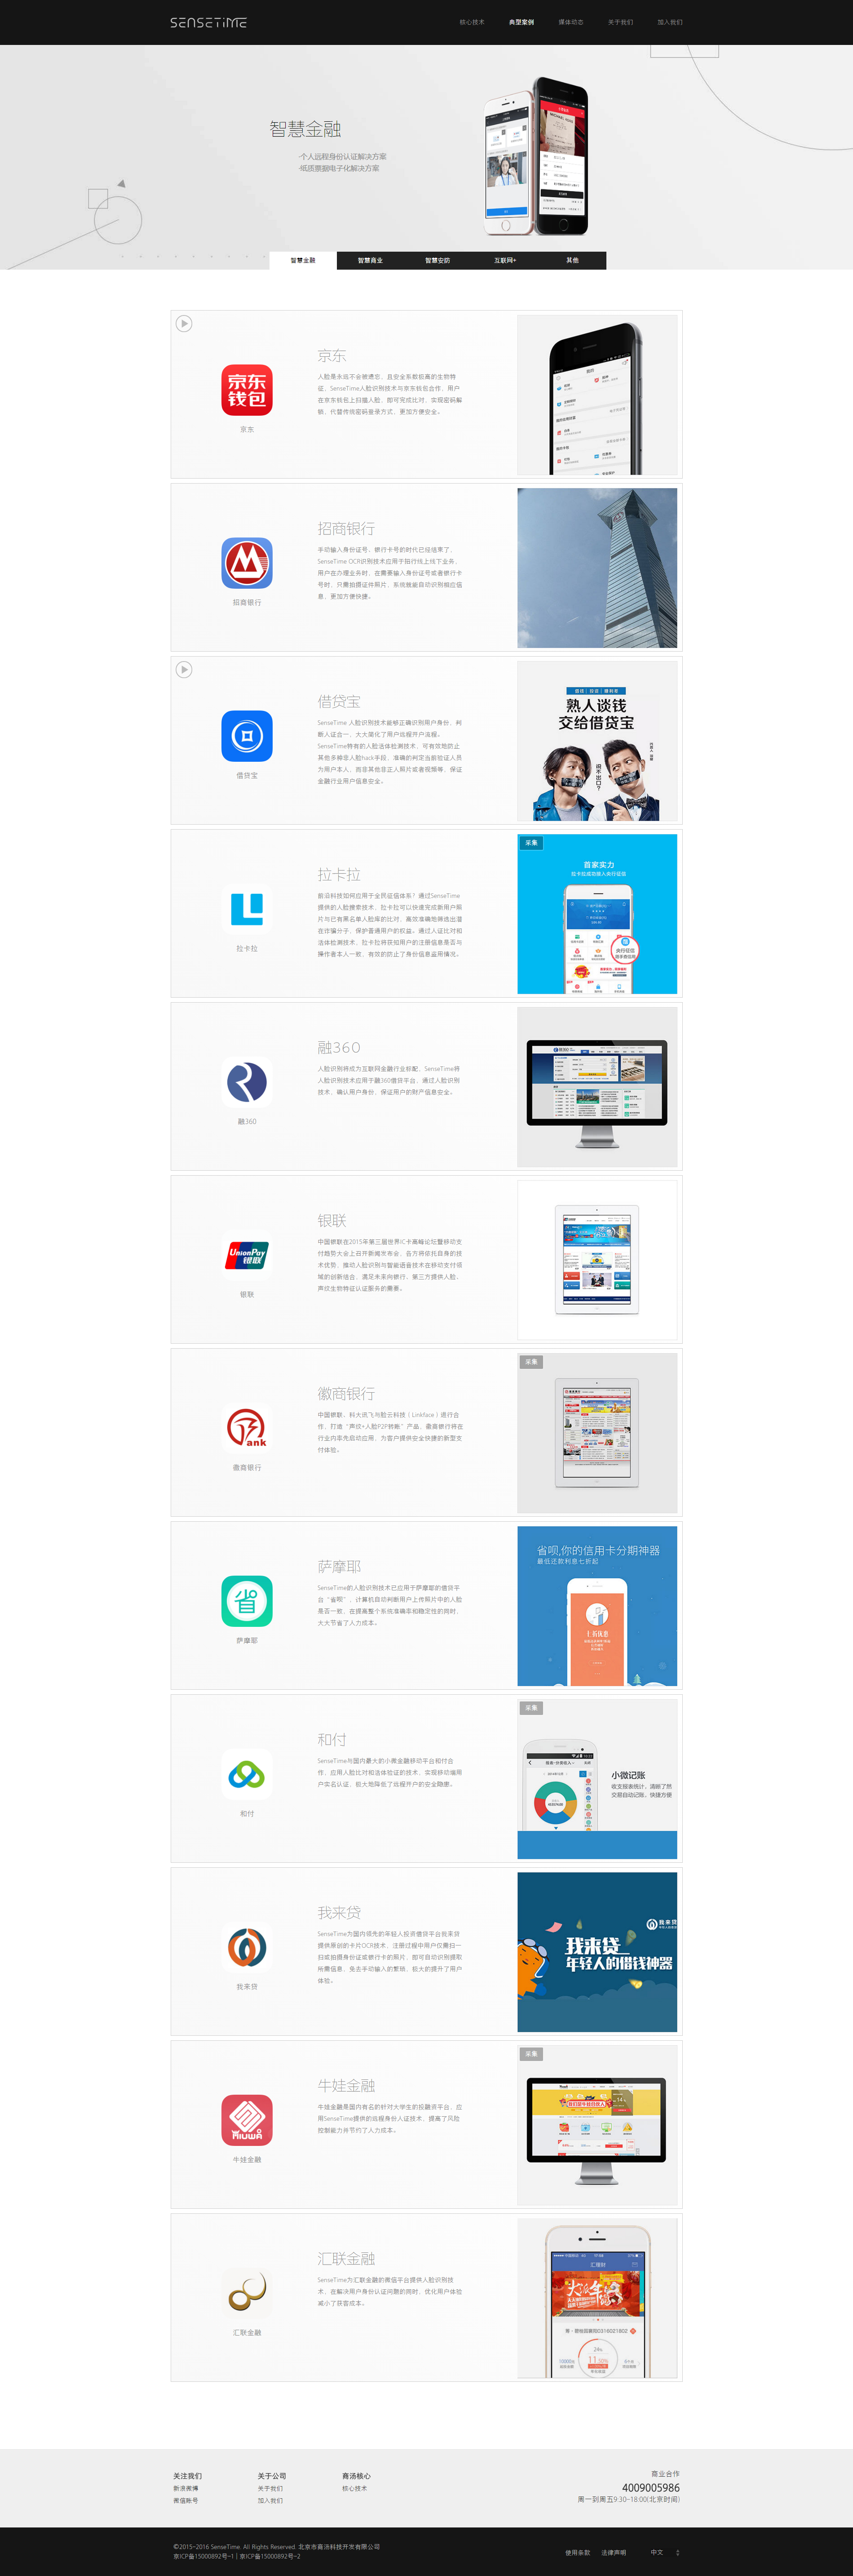 SENSETIME
核心技术 典型案例 媒体动态 关于我们 加入我们
智慧金融
·个人远程身份认证解决方案
·纸质票据电子化解决方案
智慧金融 智慧商业 智慧安防 互联网+ 其他
京东钱包
京东
京东
人脸是永远不会被遗忘、且安全系数极高的生物特
征，SenseTime人脸识别技术与京东钱包合作，用户
在京东钱包上扫描人脸，即可完成比对，实现密码解
锁，代替传统密码登录方式，更加方便安全。
招商银行
招商银行
手动输入身份证号、银行卡号的时代已经结束了，
SenseTime OCR识别技术应用于招行线上线下业务，
用户在办理业务时，在需要输入身份证号或者银行卡
号时，只需拍摄证件照片，系统就能自动识别相应信
息，更加方便快捷。
借贷宝
借贷宝
SenseTime 人脸识别技术能够正确识别用户身份，判
断人证合一，大大简化了用户远程开户流程。
SenseTime特有的人脸活体检测技术，可有效地防止
其他多种非人脸hack手段，准确的判定当前验证人员
为用户本人，而非其他非正人照片或者视频等，保证
金融行业用户信息安全。
熟人谈钱
交给借贷宝
拉卡拉
拉卡拉
前沿科技如何应用于全民征信体系？通过SenseTime
提供的人脸搜索技术，拉卡拉可以快速完成新用户照
片与已有黑名单人脸库的比对，高效准确地筛选出潜
在诈骗分子，保护普通用户的权益。通过人证比对和
活体检测技术，拉卡拉将获知用户的注册信息是否与
操作者本人一致，有效的防止了身份信息盗用情况。
采集
首家实力
拉卡拉成功接入央行征信
融360
融360
人脸识别将成为互联网金融行业标配，SenseTime将
人脸识别技术应用于融360借贷平台，通过人脸识别
技术，确认用户身份，保证用户的财产信息安全。
UnionPay
银联
银联
银联
中国银联在2015年第三届世界IC卡高峰论坛暨移动支
付趋势大会上召开新闻发布会，各方将依托自身的技
术优势，推动人脸识别与智能语音技术在移动支付领
域的创新结合，满足未来向银行、第三方提供人脸、
声纹生物特征认证服务的需要。
ank
徽商银行
徽商银行
中国银联、科大讯飞与脸云科技（Linkface）进行合
作，打造“声纹+人脸P2P转账”产品，徽商银行将在
行业内率先启动应用，为客户提供安全快捷的新型支
付体验。
采集
省
萨摩耶
萨摩耶
SenseTime的人脸识别技术已应用于萨摩耶的借贷平
台“省呗”，计算机自动判断用户上传照片中的人脸
是否一致，在提高整个系统准确率和稳定性的同时，
大大节省了人力成本。
省呗,你的信用卡分期神器
最低还款利息七折起
和付
和付
SenseTime与国内最大的小微金融移动平台和付合
作，应用人脸比对和活体验证的技术，实现移动端用
户实名认证，极大地降低了远程开户的安全隐患。
采集
小微记账
收支报表统计，清晰了然
交易自动记账，快捷方便
我来贷
我来贷
SenseTime为国内领先的年轻人投资借贷平台我来贷
提供原创的卡片OCR技术，注册过程中用户仅需扫一
扫或拍摄身份证或银行卡的照片，即可自动识别提取
所需信息，免去手动输入的繁琐，极大的提升了用户
体验。
我来贷
我来贷
年轻人的借钱神器
NIUWA
牛娃金融
牛娃金融
牛娃金融是国内有名的针对大学生的投融资平台，应
用SenseTime提供的远程身份人证技术，提高了风险
控制能力并节约了人力成本。
采集
汇联金融
汇联金融
SenseTime为汇联金融的微信平台提供人脸识别技
术，在解决用户身份认证问题的同时，优化用户体验
减小了获客成本。
关注我们 关于公司 商汤核心
新浪微博 关于我们 核心技术
微信账号 加入我们
商业合作
4009005986
周一到周五9:30-18:00(北京时间)
©2015-2016 SenseTime. All Rights Reserved. 北京市商汤科技开发有限公司
京ICP备15000892号-1 | 京ICP备15000892号-2
使用条款 法律声明 中文